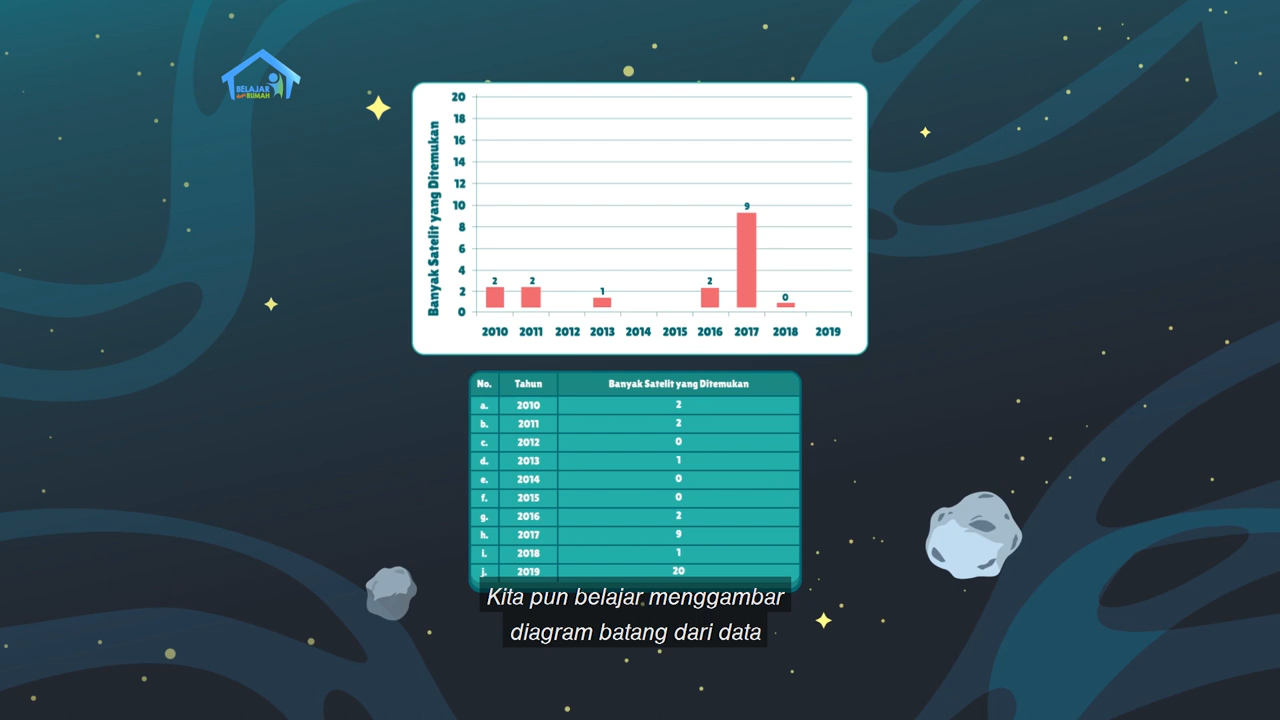 BELAJAR
dari RUMAH
Banyak Satelit yang Ditemukan
20
18
16
14
12
10
8
6
4
2
0
2
2
1
2
9
0
2010 2011 2012 2013 2014 2015 2016 2017 2018 2019
No. Tahun Banyak Satelit yang Ditemukan
a. 2010 2
b. 2011 2
c. 2012 0
d. 2013 1
e. 2014 0
f. 2015 0
g. 2016 2
h. 2017 9
i. 2018 1
j. 2019 20
Kita pun belajar menggambar
diagram batang dari data